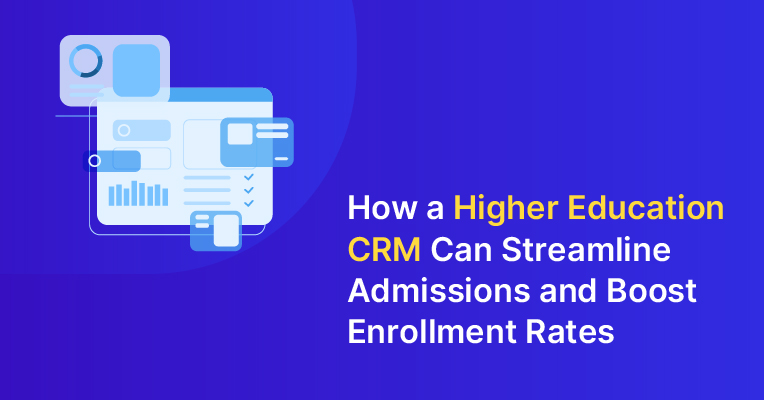 How a Higher Education
CRM Can Streamline
Admissions and Boost
Enrollment Rates